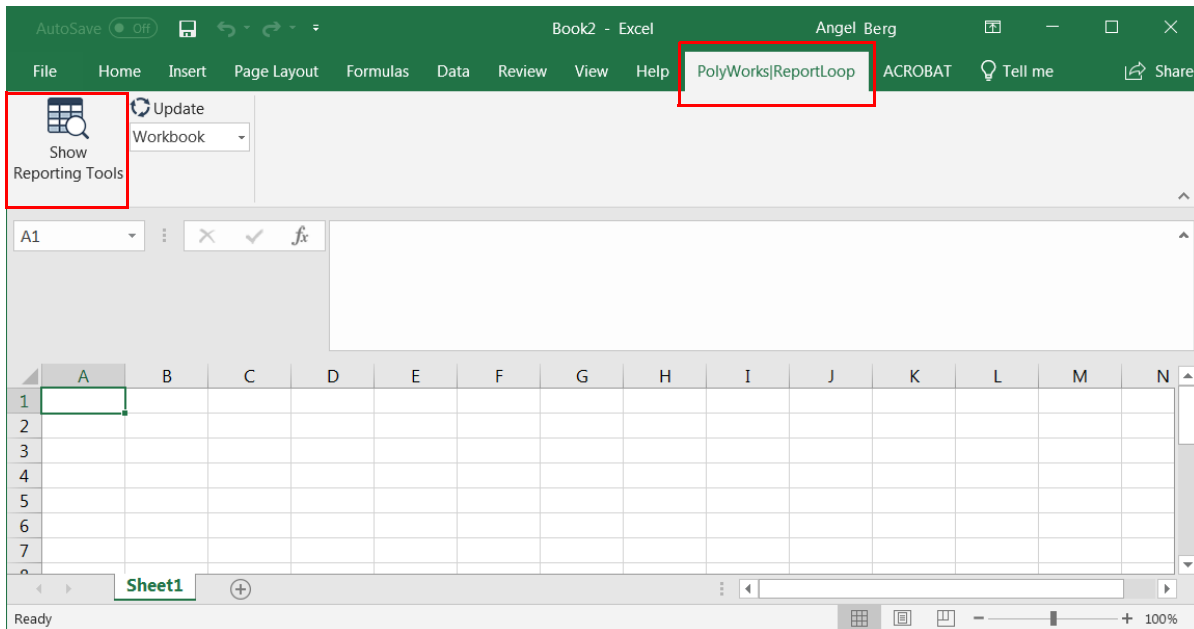 AutoSave Off Book2 - Excel Angel Berg
File Home Insert Page Layout Formulas Data Review View Help PolyWorks|ReportLoop ACROBAT Tell me Share
Update
Workbook
Show
Reporting Tools
A1 fx
A B C D E F G H I J K L M N
1
2
3
4
5
6
7
8
Sheet1
Ready 100%